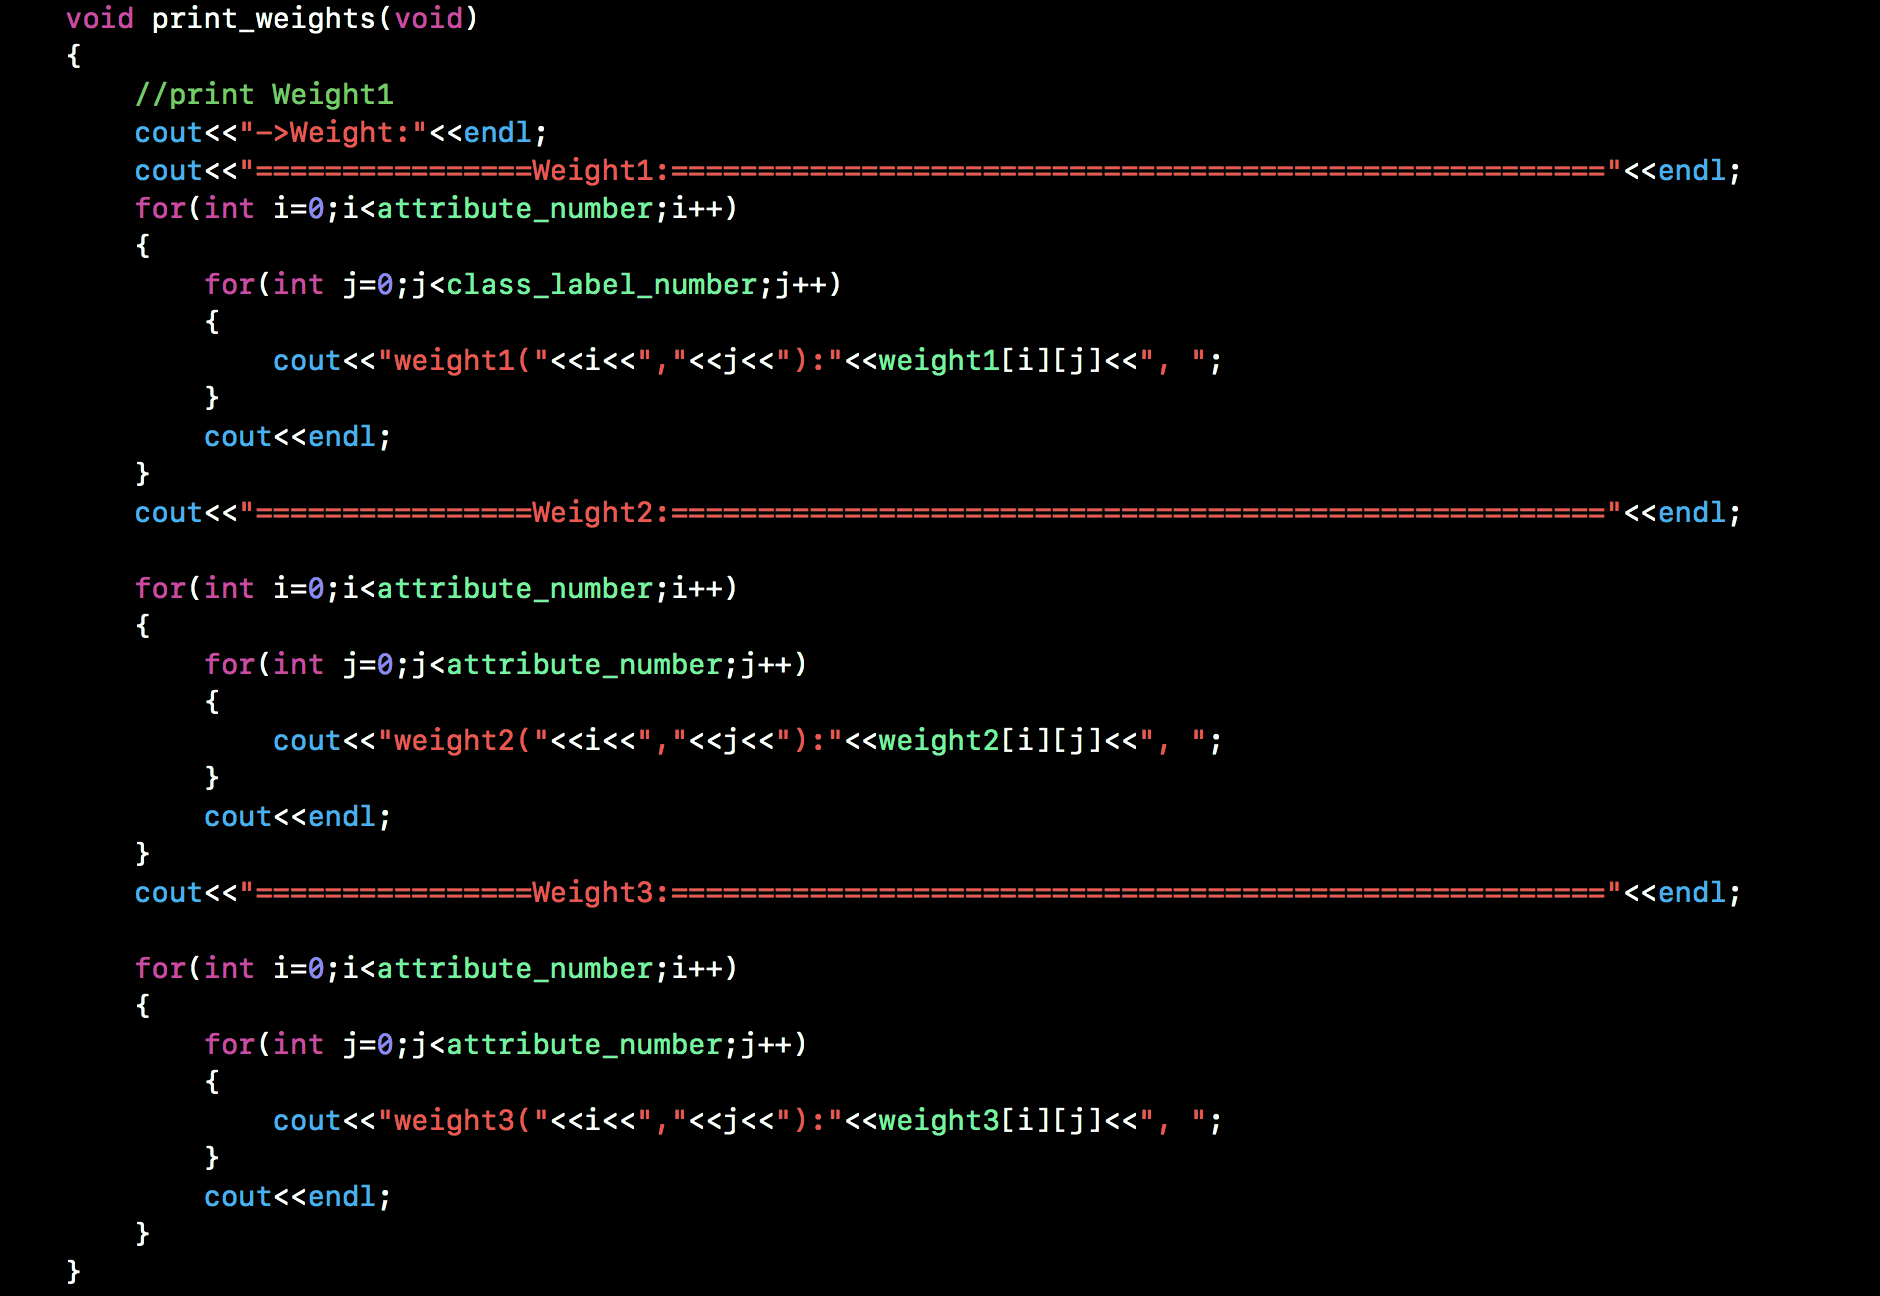 void print_weights(void)
{
    //print Weight1
    cout<<"->Weight:"<<endl;
    cout<<"================Weight1:======================================================"<<endl;
    for(int i=0;i<attribute_number;i++)
    {
        for(int j=0;j<class_label_number;j++)
        {
            cout<<"weight1("<<i<<","<<j<<"):"<<weight1[i][j]<<", ";
        }
        cout<<endl;
    }
    cout<<"================Weight2:======================================================"<<endl;

    for(int i=0;i<attribute_number;i++)
    {
        for(int j=0;j<attribute_number;j++)
        {
            cout<<"weight2("<<i<<","<<j<<"):"<<weight2[i][j]<<", ";
        }
        cout<<endl;
    }
    cout<<"================Weight3:======================================================"<<endl;

    for(int i=0;i<attribute_number;i++)
    {
        for(int j=0;j<attribute_number;j++)
        {
            cout<<"weight3("<<i<<","<<j<<"):"<<weight3[i][j]<<", ";
        }
        cout<<endl;
    }
}